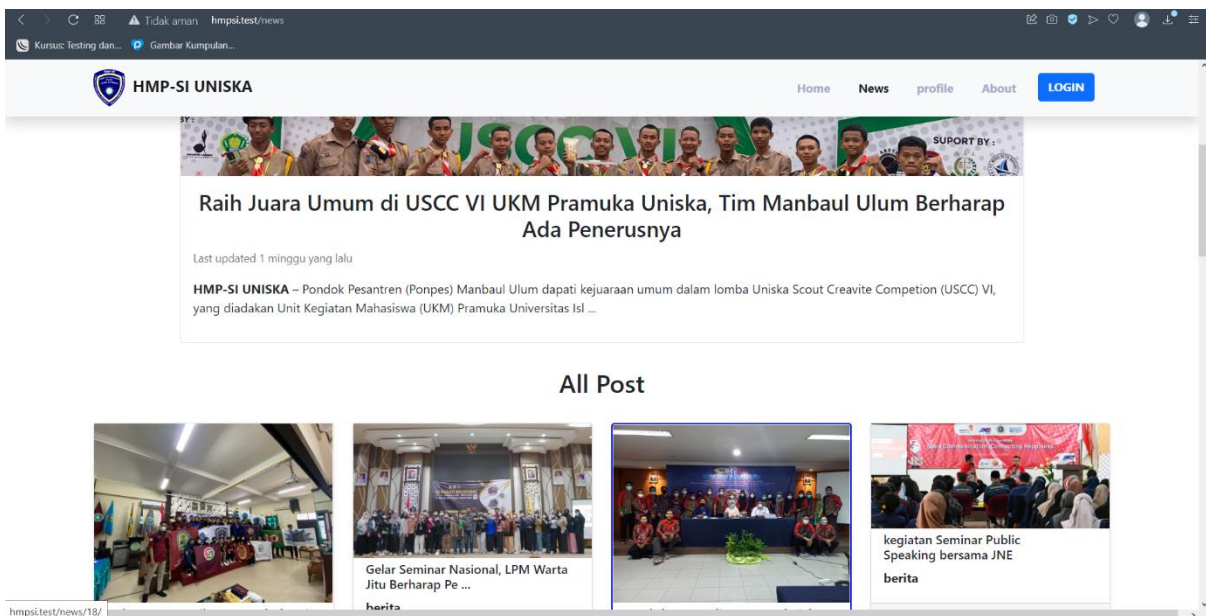 Tidak aman hmpsi.test/news
Kursus: Testing dan... Gambar Kumpulan...
HMP-SI UNISKA
Home News profile About LOGIN
USCC VI
SUPORT BY :
Raih Juara Umum di USCC VI UKM Pramuka Uniska, Tim Manbaul Ulum Berharap
Ada Penerusnya
Last updated 1 minggu yang lalu
HMP-SI UNISKA – Pondok Pesantren (Ponpes) Manbaul Ulum dapati kejuaraan umum dalam lomba Uniska Scout Creavite Competion (USCC) VI,
yang diadakan Unit Kegiatan Mahasiswa (UKM) Pramuka Universitas Isl ...
All Post
Gelar Seminar Nasional, LPM Warta
Jitu Berharap Pe ...
berita
kegiatan Seminar Public
Speaking bersama JNE
berita
hmpsi.test/news/18/